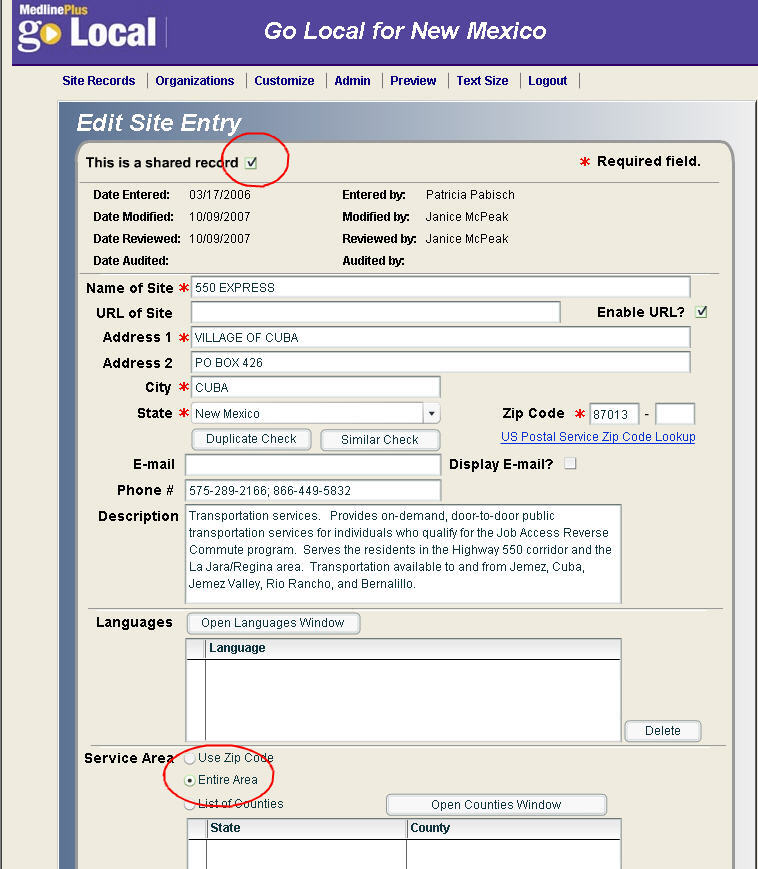 MedlinePlus
go Local
Go Local for New Mexico
Site Records Organizations Customize Admin Preview Text Size Logout
Edit Site Entry
This is a shared record
* Required field.
Date Entered: 03/17/2006 Entered by: Patricia Pabisch
Date Modified: 10/09/2007 Modified by: Janice McPeak
Date Reviewed: 10/09/2007 Reviewed by: Janice McPeak
Date Audited: Audited by:
Name of Site * 550 EXPRESS
URL of Site Enable URL?
Address 1 * VILLAGE OF CUBA
Address 2 PO BOX 426
City * CUBA
State * New Mexico Zip Code * 87013 -
Duplicate Check Similar Check US Postal Service Zip Code Lookup
E-mail Display E-mail?
Phone # 575-289-2166; 866-449-5832
Description Transportation services. Provides on-demand, door-to-door public
transportation services for individuals who qualify for the Job Access Reverse
Commute program. Serves the residents in the Highway 550 corridor and the
La Jara/Regina area. Transportation available to and from Jemez, Cuba,
Jemez Valley, Rio Rancho, and Bernalillo.
Languages Open Languages Window
Language
Delete
Service Area Use Zip Code
Entire Area
List of Counties Open Counties Window
State County